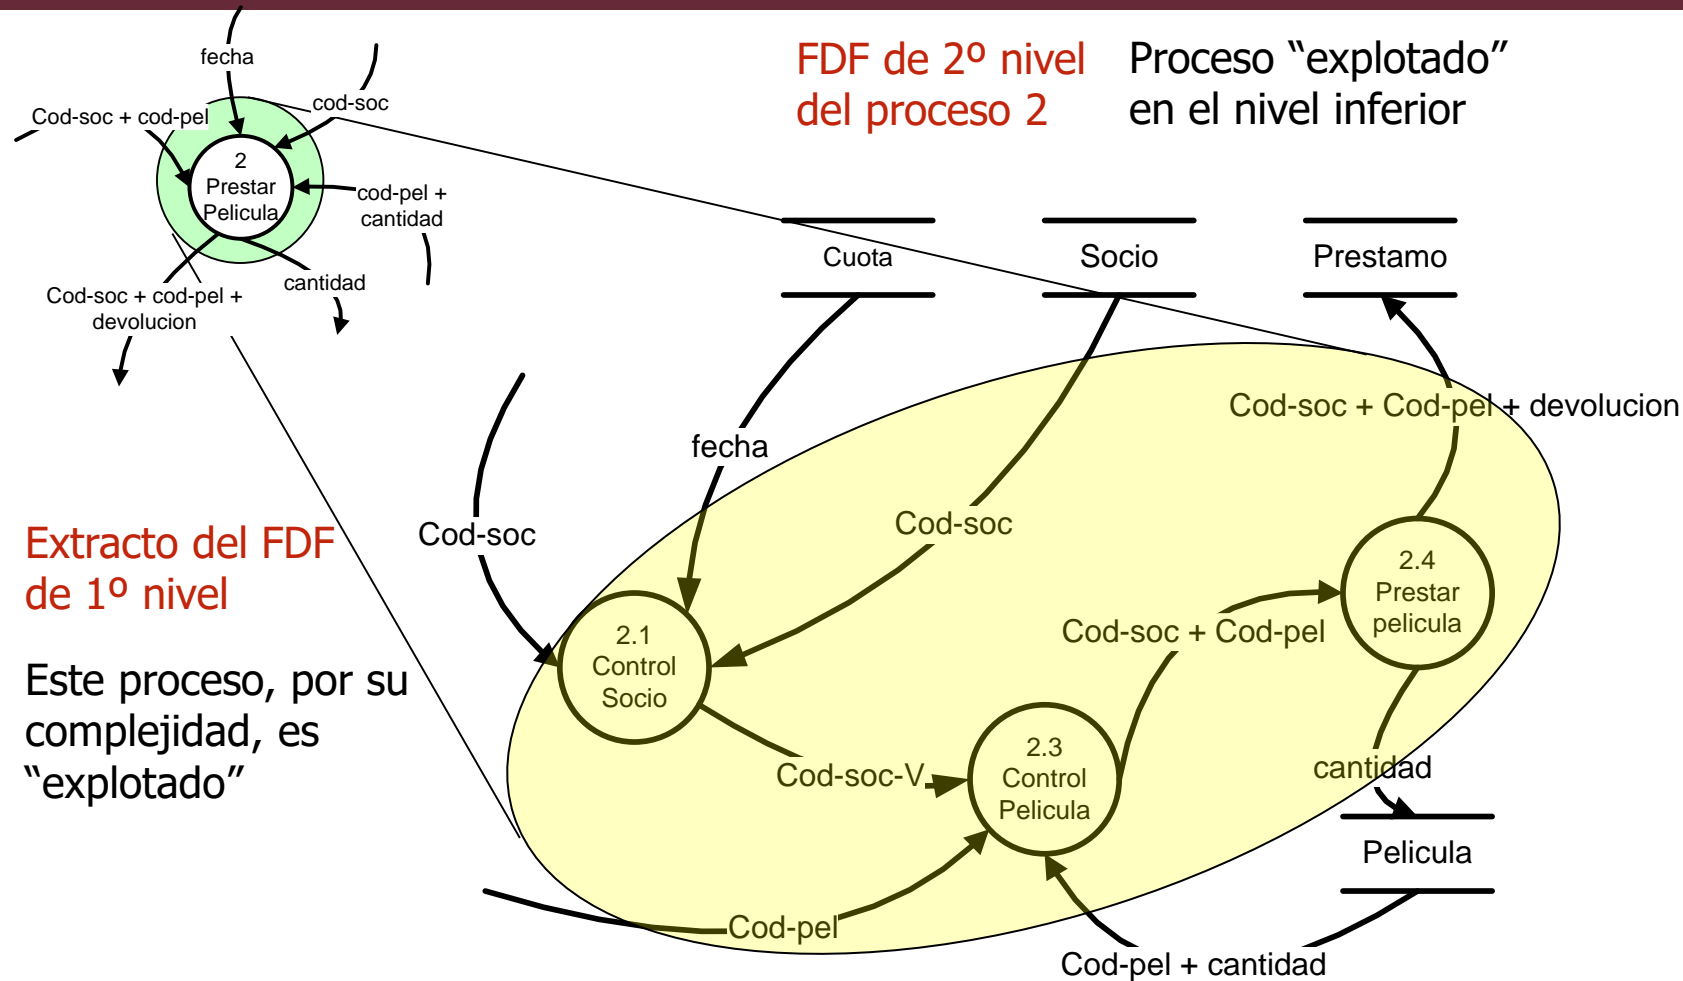 fecha
Cod-soc + cod-pel
cod-soc
2
Prestar
Pelicula
cod-pel +
cantidad
cantidad
Cod-soc + cod-pel +
devolucion
FDF de 2º nivel
del proceso 2
Proceso “explotado”
en el nivel inferior
Cuota
Socio
Prestamo
Cod-soc + Cod-pel + devolucion
fecha
Cod-soc
Cod-soc
Extracto del FDF
de 1º nivel
Este proceso, por su
complejidad, es
“explotado”
2.1
Control
Socio
2.4
Prestar
pelicula
Cod-soc + Cod-pel
Cod-soc-V
2.3
Control
Pelicula
cantidad
Pelicula
Cod-pel
Cod-pel + cantidad